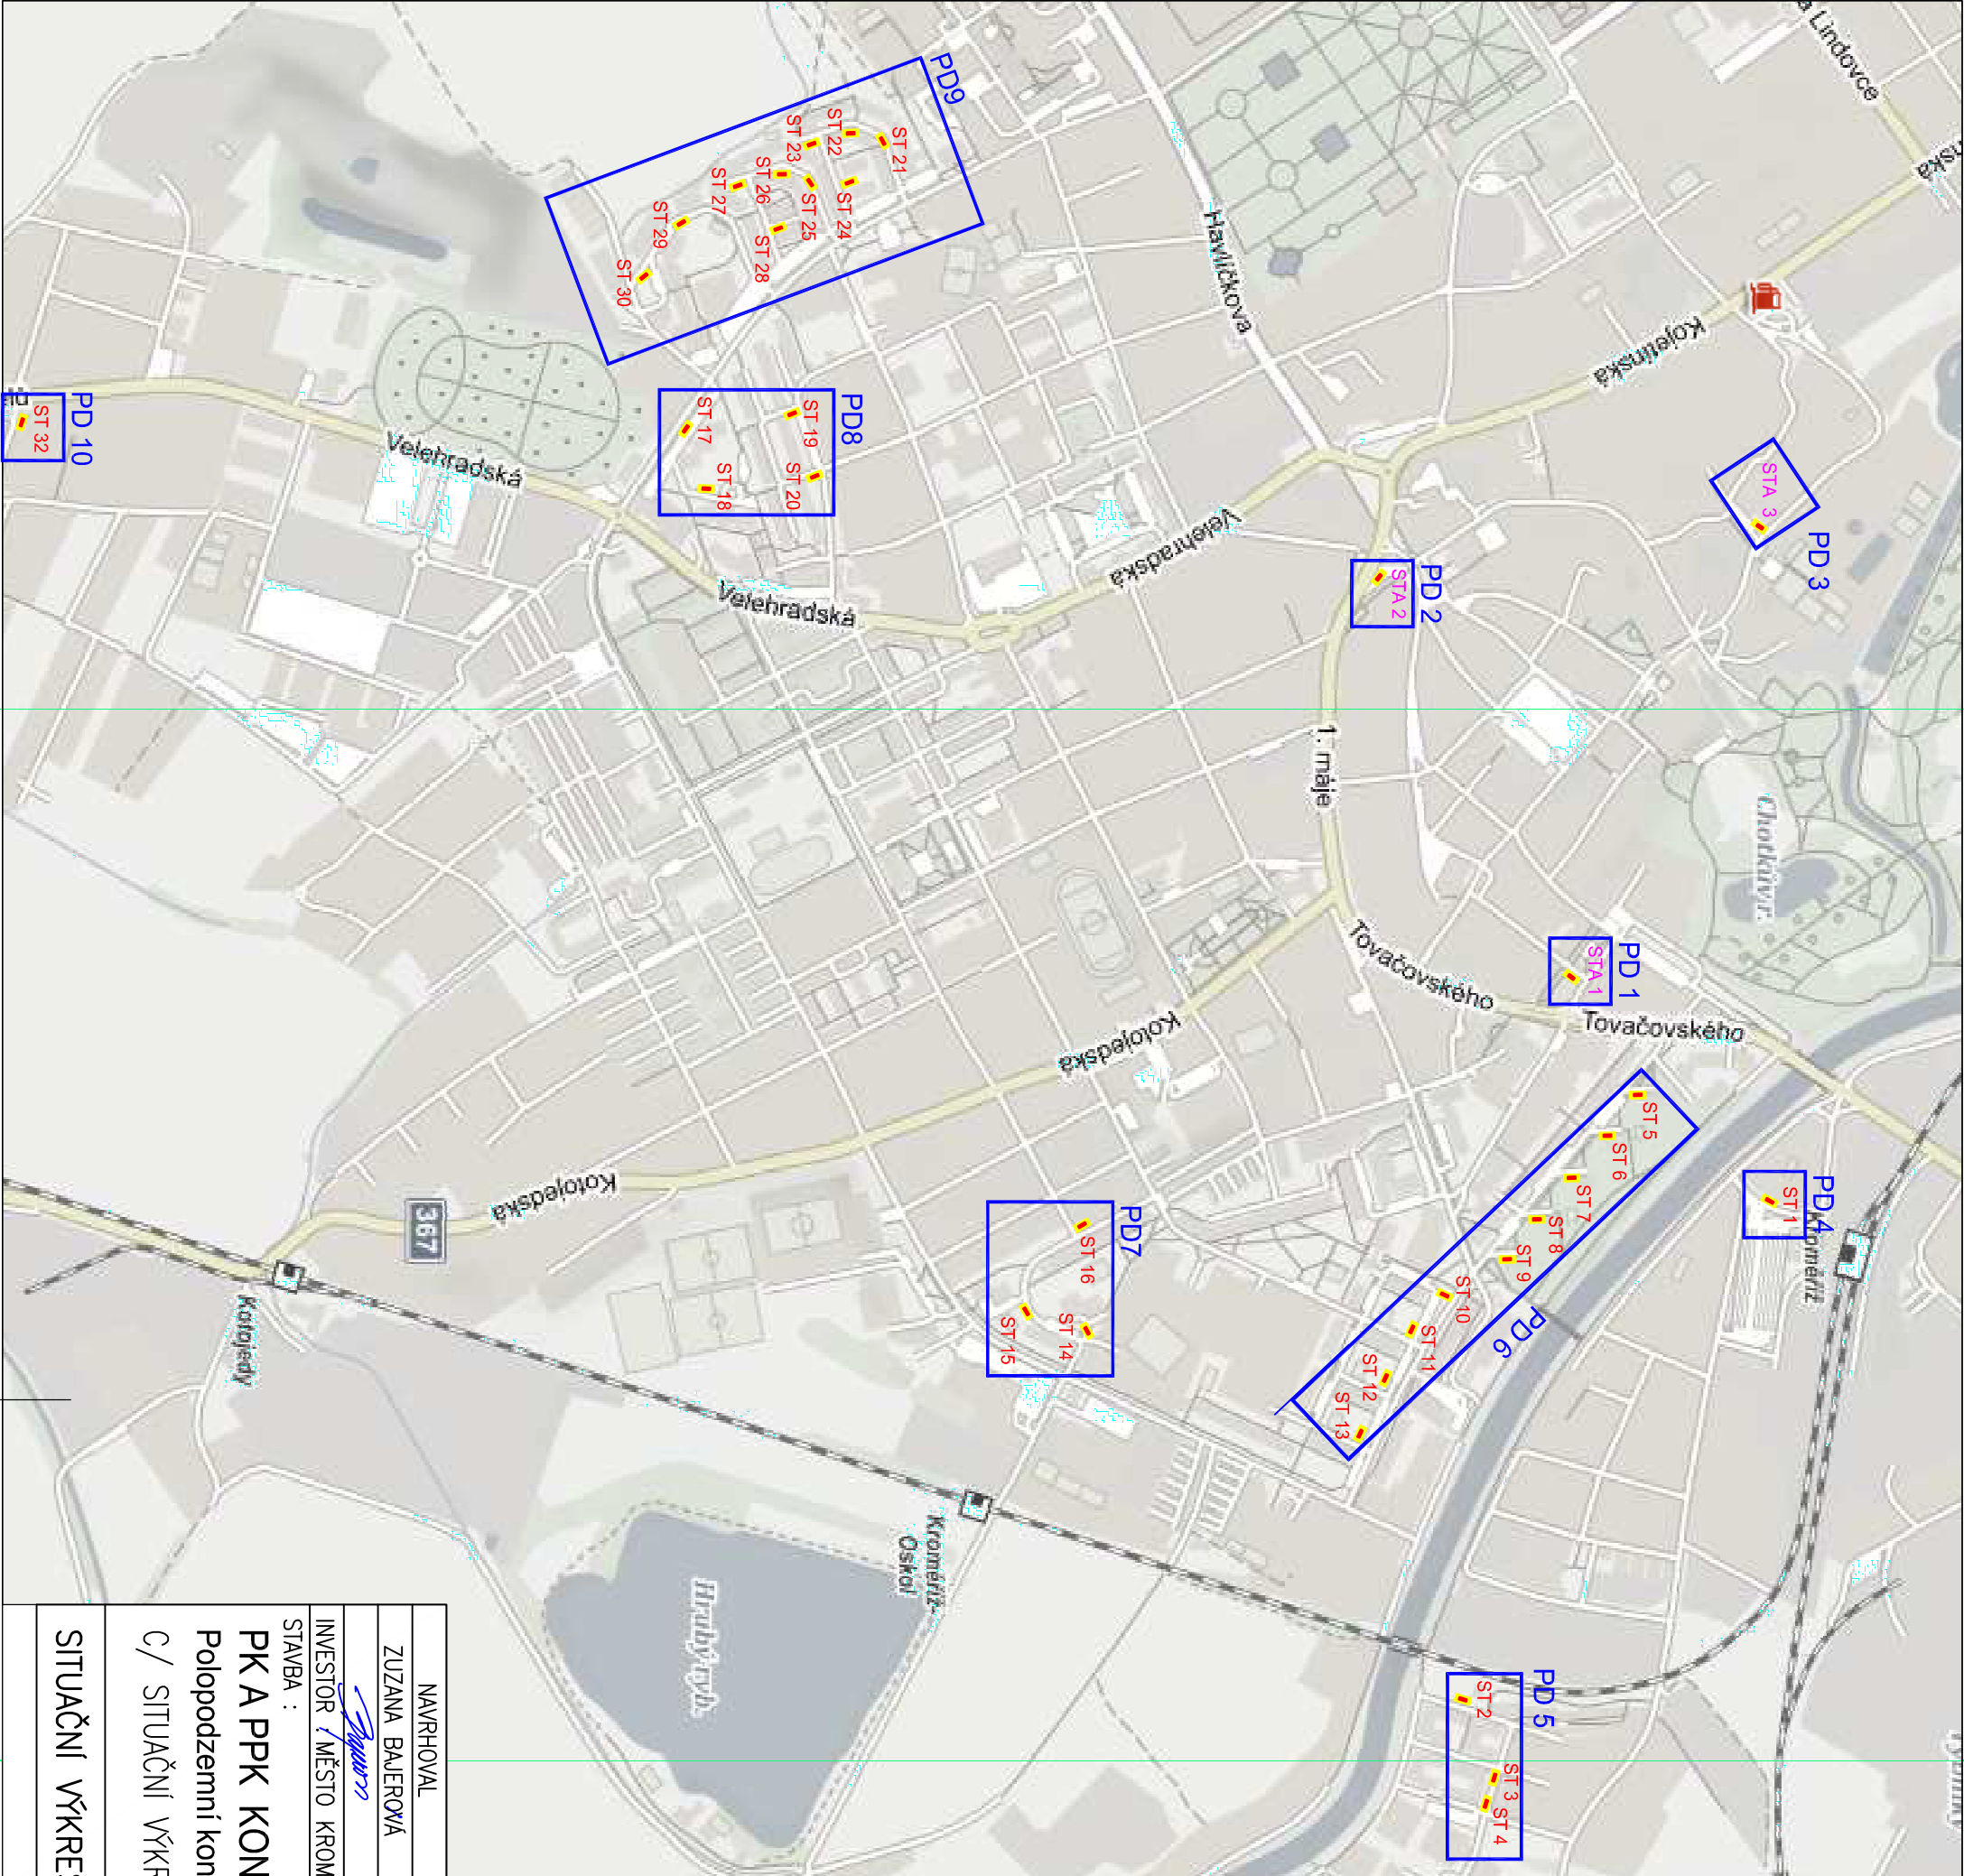 PD9
ST 21
ST 22
ST 23
ST 24
ST 25
ST 26
ST 27
ST 28
ST 29
ST 30
PD8
ST 19
ST 20
ST 17
ST 18
PD 10
ST 32
PD 3
STA 3
PD 2
STA 2
PD 1
STA 1
PD4
ST 1
PD 6
ST 5
ST 6
ST 7
ST 8
ST 9
ST 10
ST 11
ST 12
ST 13
PD7
ST 16
ST 14
ST 15
PD 5
ST 2
ST 3
ST 4
Lindovce
Kojetínská
Havlíčkova
Velehradská
Velehradská
Velehradská
1. máje
Tovačovského
Tovačovského
Kotojedská
Kotojedská
367
Kotojedy
Kroměříž-
Oskol
Kroměříž
Hrubý ryb.
NAVRHOVAL
ZUZANA BAJEROVÁ
INVESTOR : MĚSTO KROM
STAVBA :
PK A PPK KON
Polopodzemní kon
C/ SITUAČNÍ VÝKR
SITUAČNÍ VÝKRES